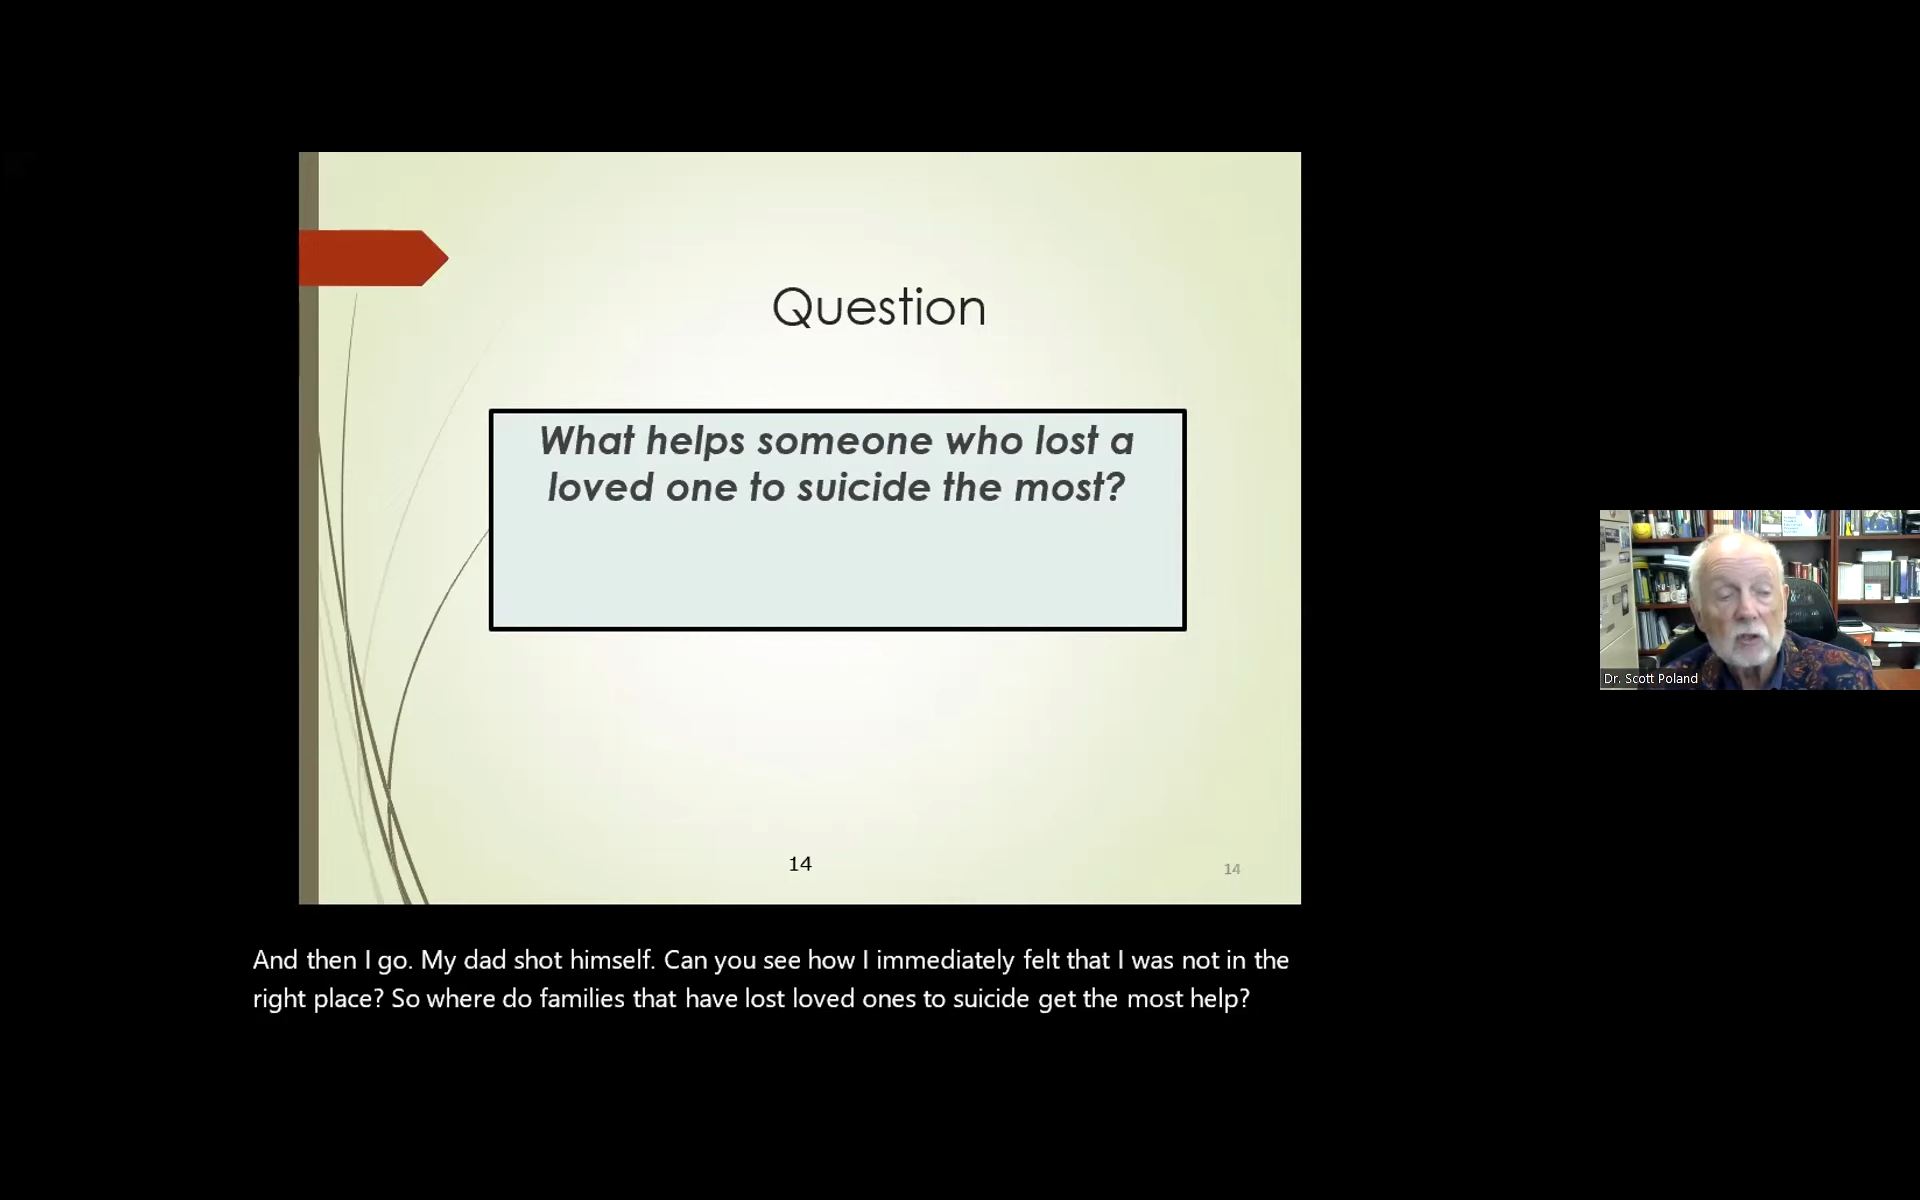 Question
What helps someone who lost a
loved one to suicide the most?
14
14
Dr. Scott Poland
And then I go. My dad shot himself. Can you see how I immediately felt that I was not in the
right place? So where do families that have lost loved ones to suicide get the most help?